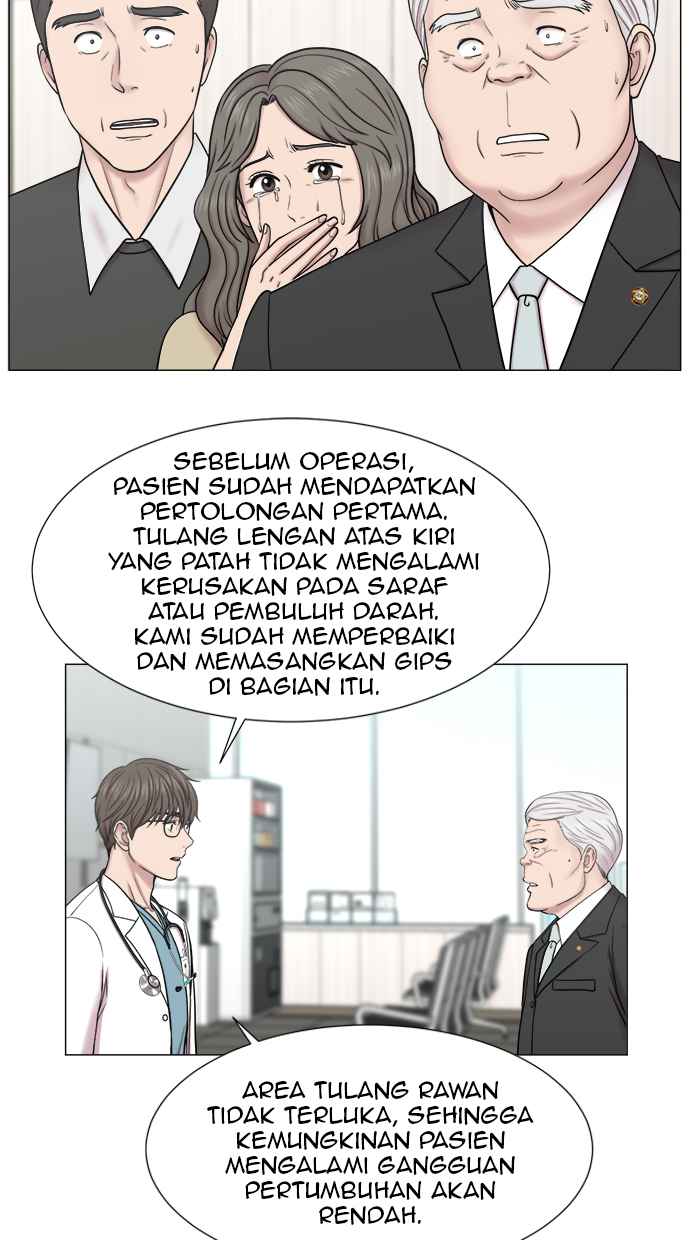 SEBELUM OPERASI,
PASIEN SUDAH MENDAPATKAN
PERTOLONGAN PERTAMA.
TULANG LENGAN ATAS KIRI
YANG PATAH TIDAK MENGALAMI
KERUSAKAN PADA SARAF
ATAU PEMBULUH DARAH.
KAMI SUDAH MEMPERBAIKI
DAN MEMASANGKAN GIPS
DI BAGIAN ITU.
AREA TULANG RAWAN
TIDAK TERLUKA, SEHINGGA
KEMUNGKINAN PASIEN
MENGALAMI GANGGUAN
PERTUMBUHAN AKAN
RENDAH.